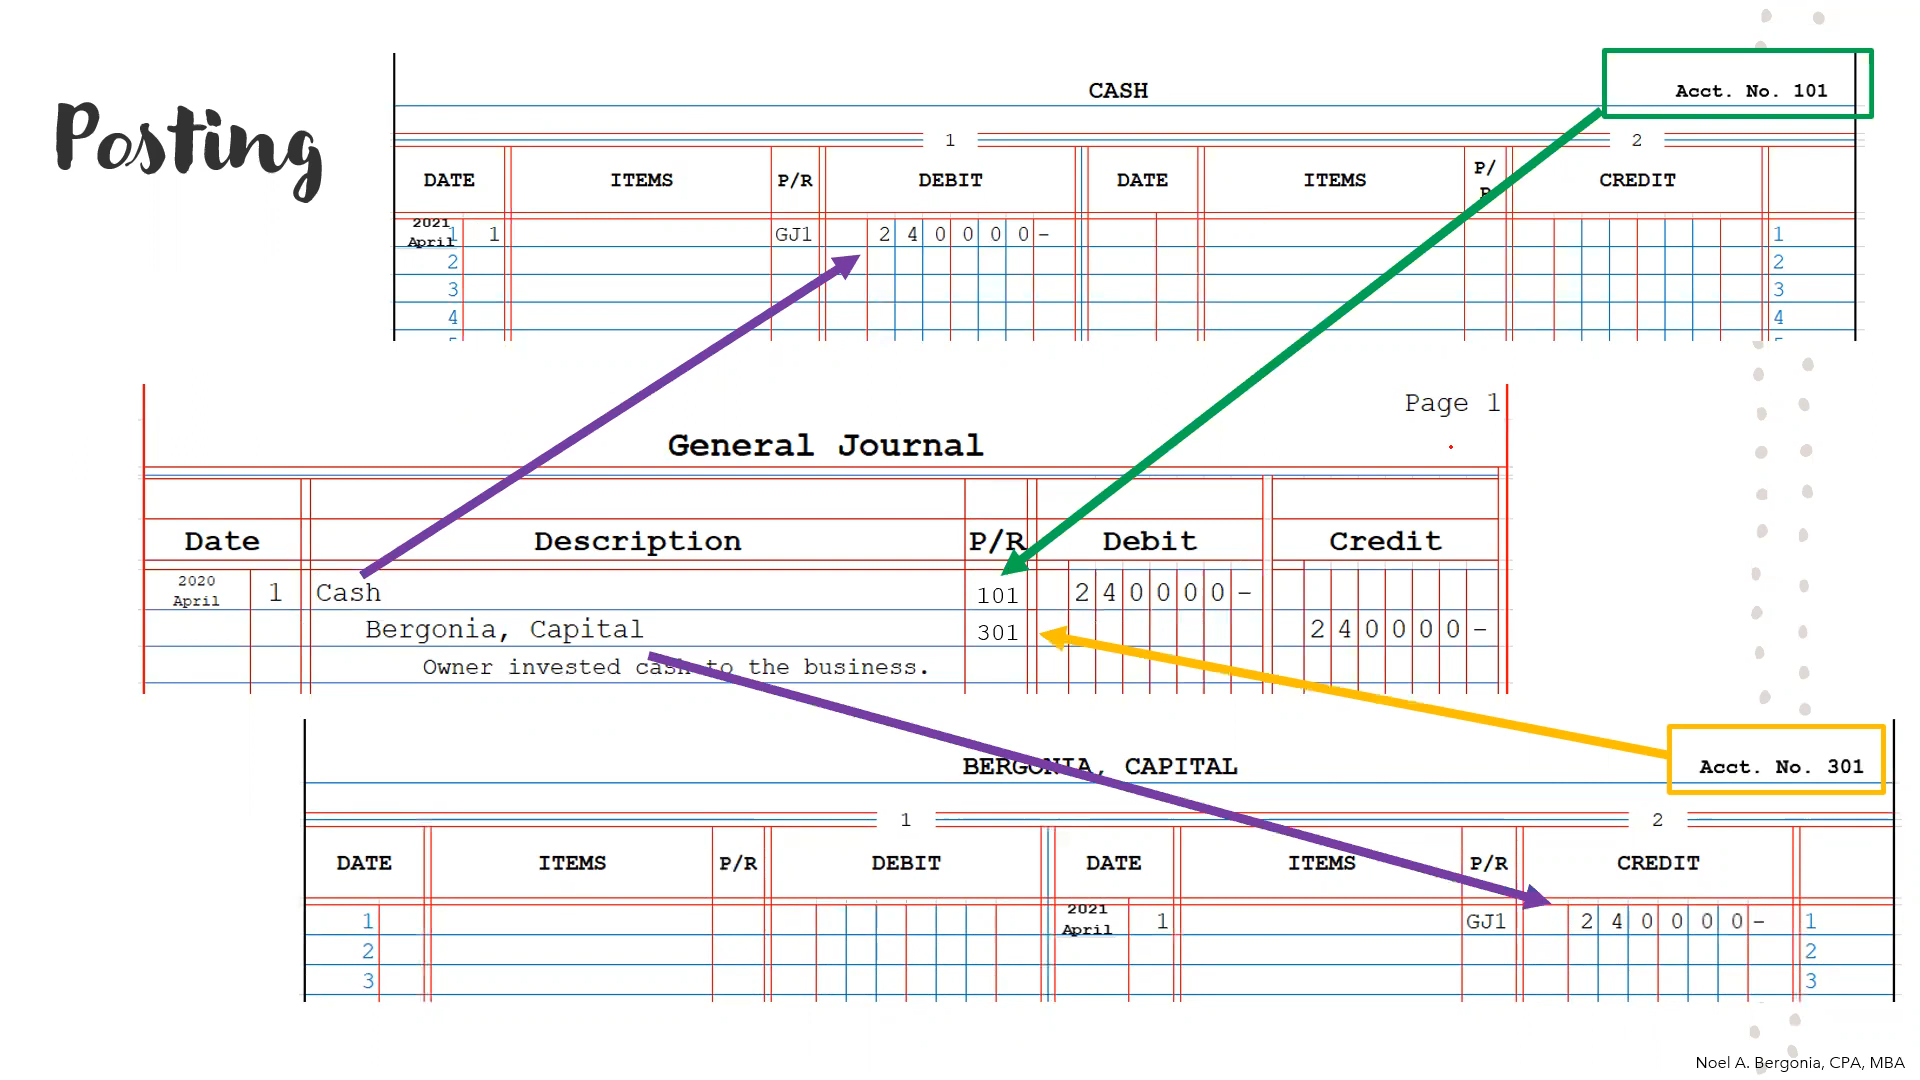 Posting
CASH
Acct. No. 101
1 2
DATE ITEMS P/R DEBIT DATE ITEMS P/ CREDIT
2021
April 1 1 GJ1 2 4 0 0 0 0 - 1
2 2
3 3
4 4
Page 1
General Journal
Date Description P/R Debit Credit
2020
April 1 Cash 101 2 4 0 0 0 0 -
Bergonia, Capital 301 2 4 0 0 0 0 -
Owner invested cash to the business.
BERGONIA, CAPITAL
Acct. No. 301
1 2
DATE ITEMS P/R DEBIT DATE ITEMS P/R CREDIT
2021
1 April 1 GJ1 2 4 0 0 0 0 - 1
2 2
3 3
Noel A. Bergonia, CPA, MBA